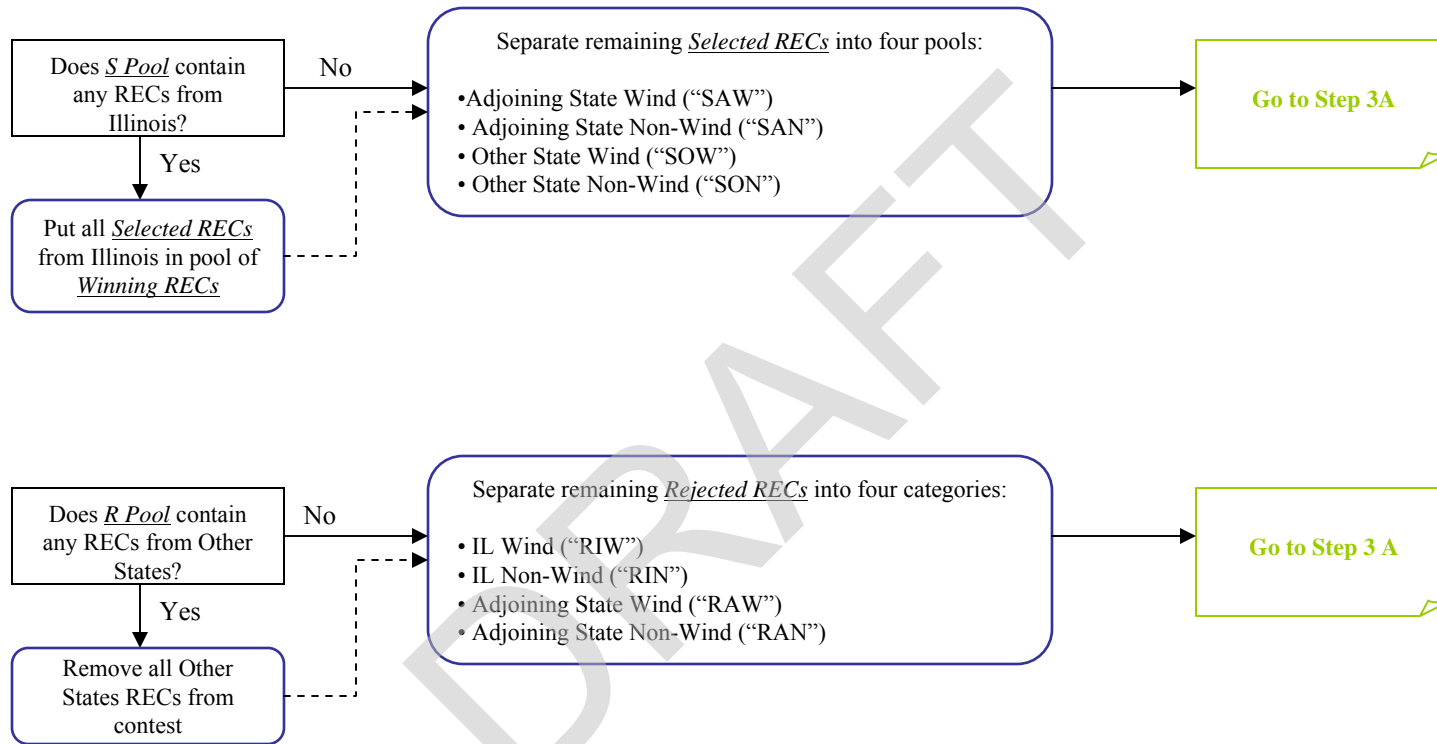 Does S Pool contain
any RECs from
Illinois?
No
Yes
Put all Selected RECs
from Illinois in pool of
Winning RECs
Separate remaining Selected RECs into four pools:
•Adjoining State Wind (“SAW”)
• Adjoining State Non-Wind (“SAN”)
• Other State Wind (“SOW”)
• Other State Non-Wind (“SON”)
Go to Step 3A
Does R Pool contain
any RECs from Other
States?
No
Yes
Remove all Other
States RECs from
contest
Separate remaining Rejected RECs into four categories:
• IL Wind (“RIW”)
• IL Non-Wind (“RIN”)
• Adjoining State Wind (“RAW”)
• Adjoining State Non-Wind (“RAN”)
Go to Step 3 A
DRAFT